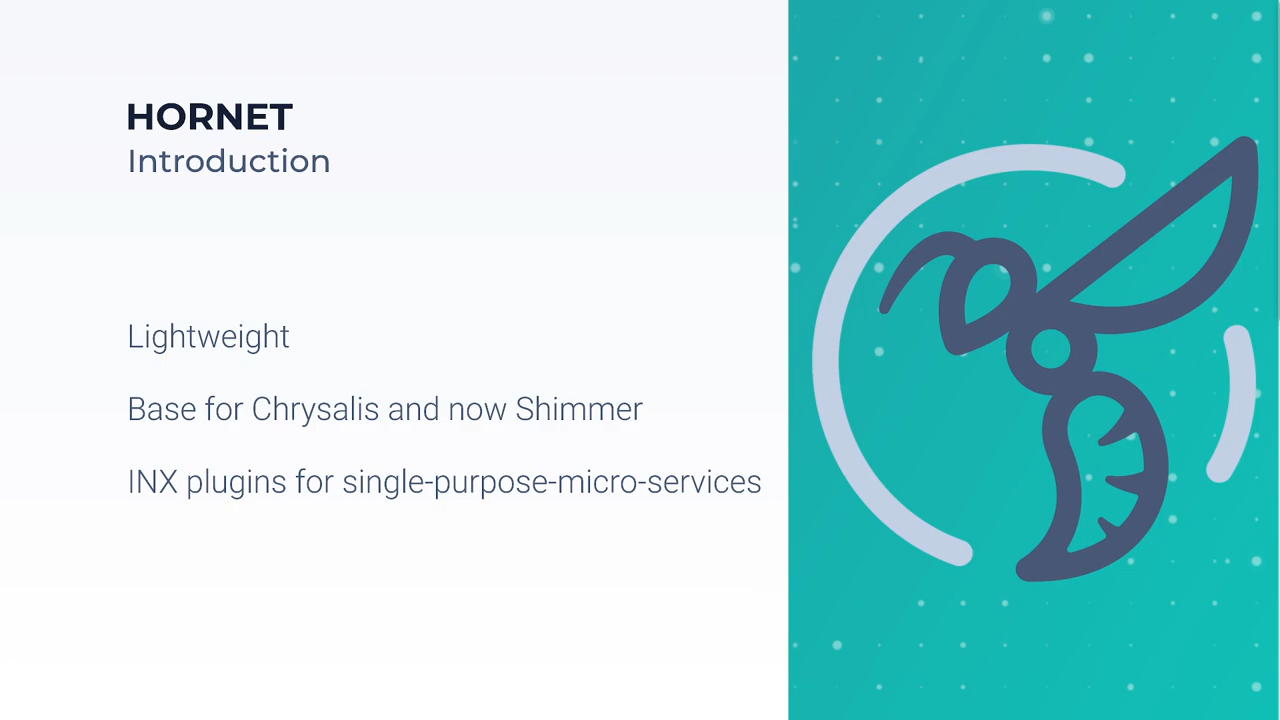 HORNET
Introduction
Lightweight
Base for Chrysalis and now Shimmer
INX plugins for single-purpose-micro-services